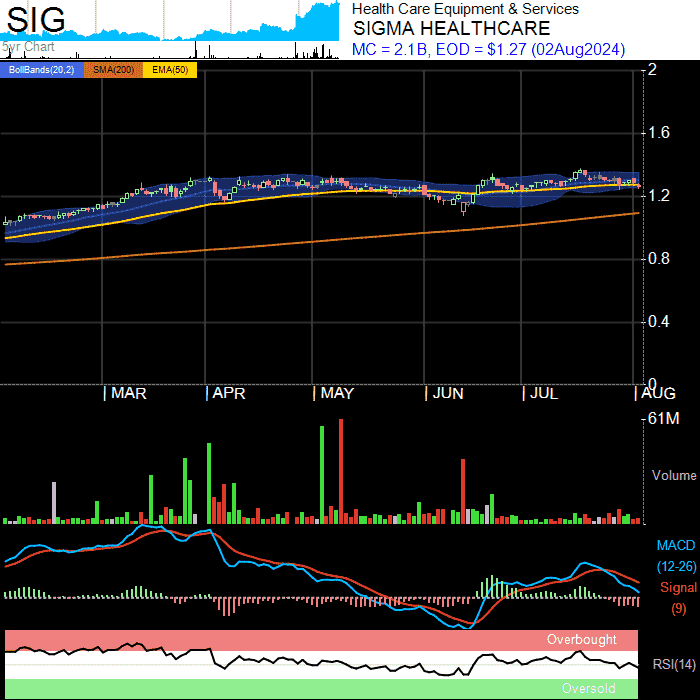 SIG
5yr Chart
Health Care Equipment & Services
SIGMA HEALTHCARE
MC = 2.1B, EOD = $1.27 (02Aug2024)
BollBands(20,2) SMA(200) EMA(50)
2
1.6
1.2
0.8
0.4
0
MAR APR MAY JUN JUL AUG
61M
Volume
MACD
(12-26)
Signal
(9)
Overbought
RSI(14)
Oversold